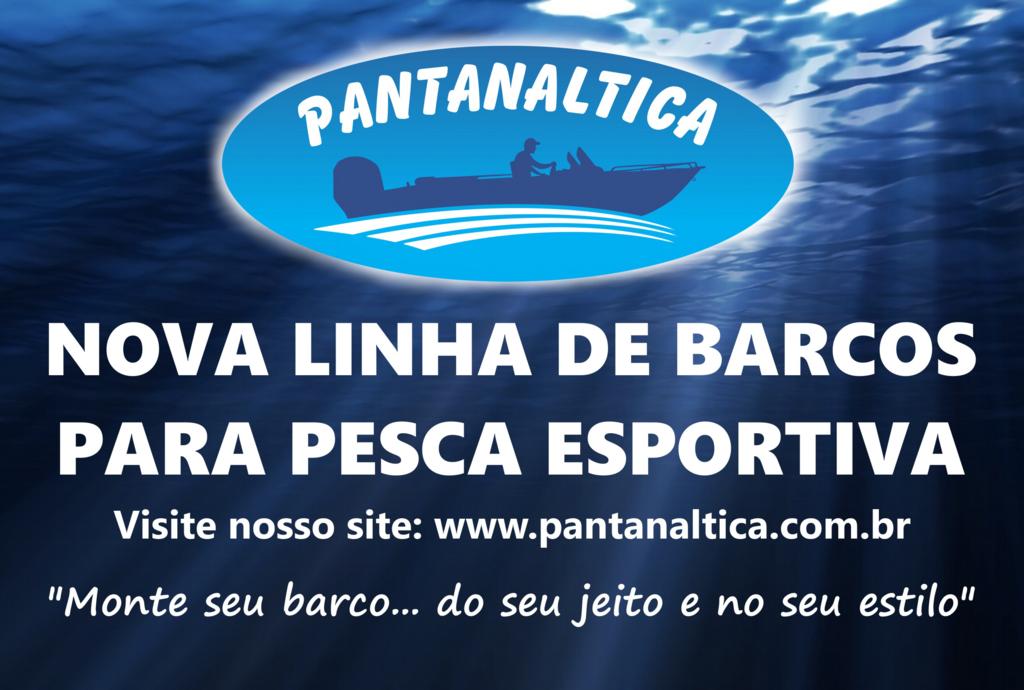 PANTANALTICA
NOVA LINHA DE BARCOS
PARA PESCA ESPORTIVA
Visite nosso site: www.pantanaltica.com.br
"Monte seu barco... do seu jeito e no seu estilo"